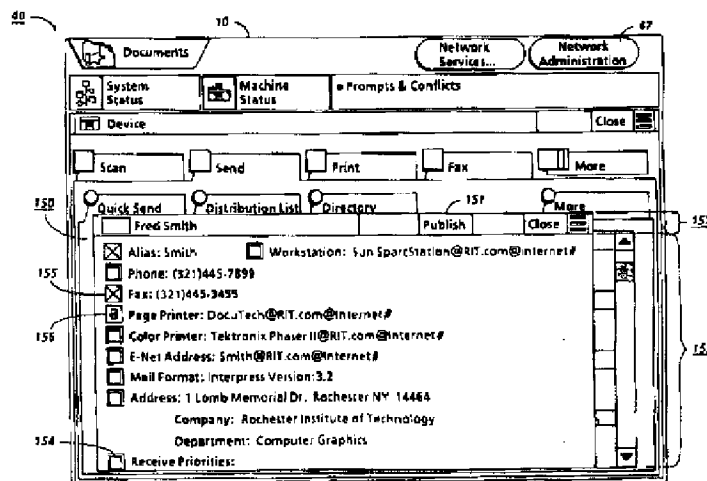 40
10
67
Documents
Network Services...
Network Administration
System Status
Machine Status
Prompts & Conflicts
Device
Close
Scan
Send
Print
Fax
More
Quick Send
Distribution List
Directory
More
150
151
Fred Smith
Publish
Close
Alias: Smith
Workstation: Sun SparcStation@RIT.com@internet#
Phone: (321)445-7899
155
Fax: (321)445-3455
156
Page Printer: DocuTech@RIT.com@internet#
Color Printer: Tektronix Phaser II@RIT.com@internet#
E-Net Address: Smith@RIT.com@internet#
Mail Format: Interpress Version:3.2
Address: 1 Lomb Memorial Dr. Rochester NY 14464
Company: Rochester Institute of Technology
Department: Computer Graphics
154
Receive Priorities: